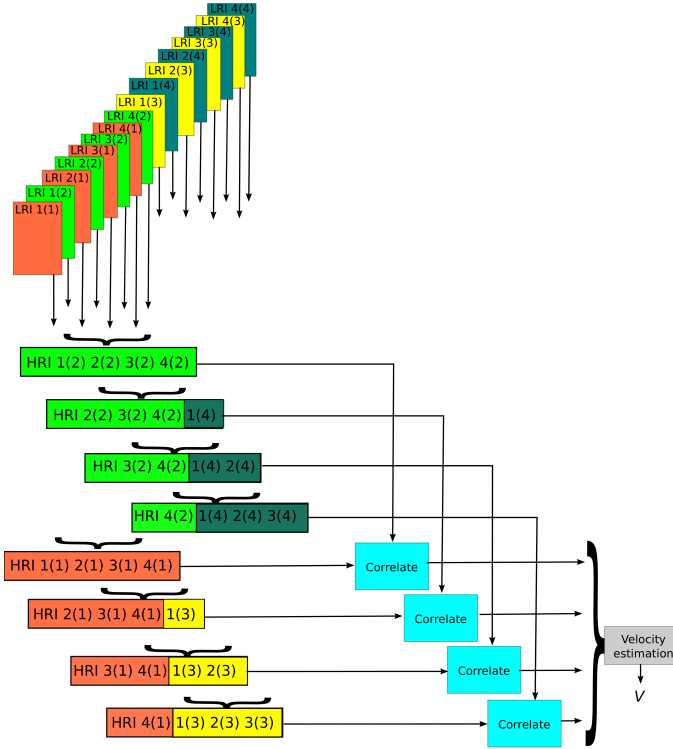 LRI 4(4)
LRI 4(3)
LRI 3(4)
LRI 3(3)
LRI 2(4)
LRI 2(3)
LRI 1(4)
LRI 1(3)
LRI 4(2)
LRI 4(1)
LRI 3(2)
LRI 3(1)
LRI 2(2)
LRI 2(1)
LRI 1(2)
LRI 1(1)
HRI 1(2) 2(2) 3(2) 4(2)
HRI 2(2) 3(2) 4(2) 1(4)
HRI 3(2) 4(2) 1(4) 2(4)
HRI 4(2) 1(4) 2(4) 3(4)
HRI 1(1) 2(1) 3(1) 4(1)
Correlate
HRI 2(1) 3(1) 4(1) 1(3)
Correlate
Velocity
estimation
HRI 3(1) 4(1) 1(3) 2(3)
Correlate
V
HRI 4(1) 1(3) 2(3) 3(3)
Correlate